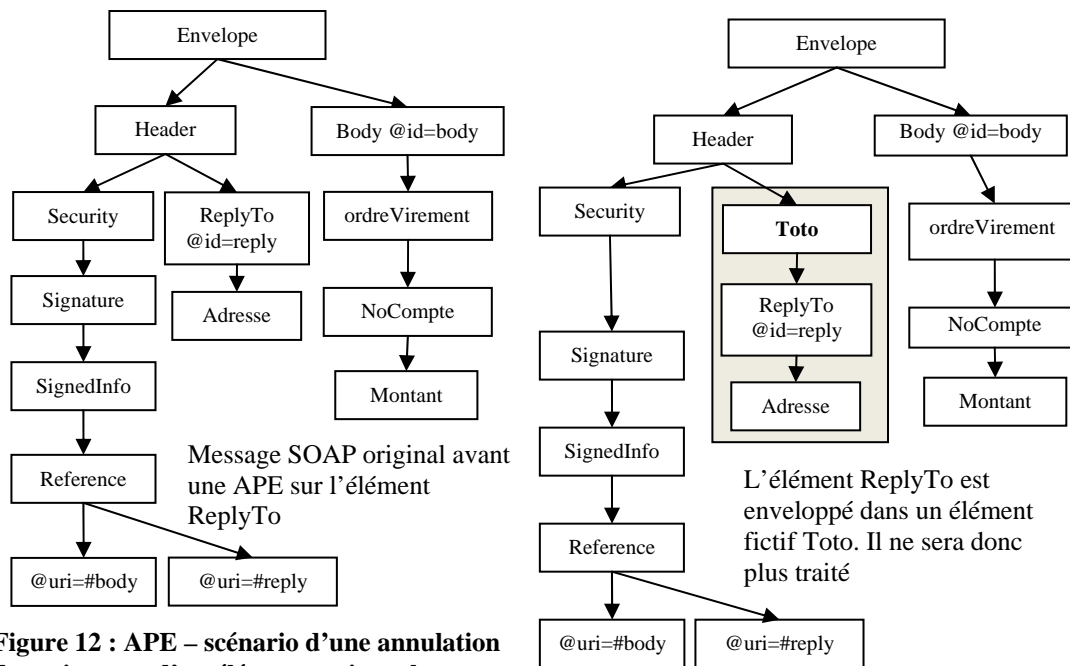 Envelope
Header
Body @id=body
Security
ReplyTo
@id=reply
ordreVirement
Signature
Adresse
NoCompte
SignedInfo
Montant
Reference
Message SOAP original avant
une APE sur l'élément
ReplyTo
@uri=#body
@uri=#reply
Figure 12 : APE – scénario d'une annulation
Envelope
Header
Body @id=body
Security
Toto
ordreVirement
ReplyTo
@id=reply
NoCompte
Signature
Adresse
Montant
SignedInfo
L'élément ReplyTo est
enveloppé dans un élément
fictif Toto. Il ne sera donc
plus traité
Reference
@uri=#body
@uri=#reply